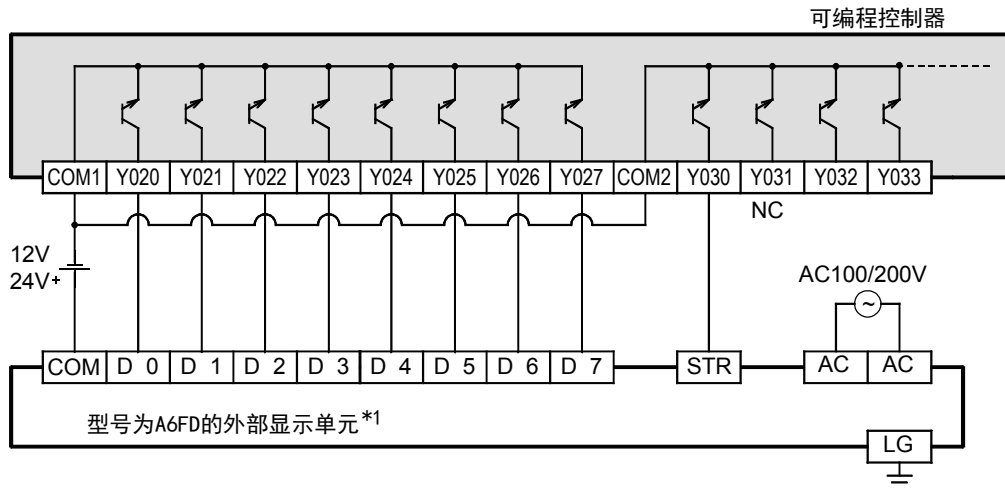 可编程控制器
COM1 Y020 Y021 Y022 Y023 Y024 Y025 Y026 Y027 COM2 Y030 Y031 Y032 Y033
NC
12V
24V+
AC100/200V
~
COM D 0 D 1 D 2 D 3 D 4 D 5 D 6 D 7 STR AC AC
型号为A6FD的外部显示单元*1
LG